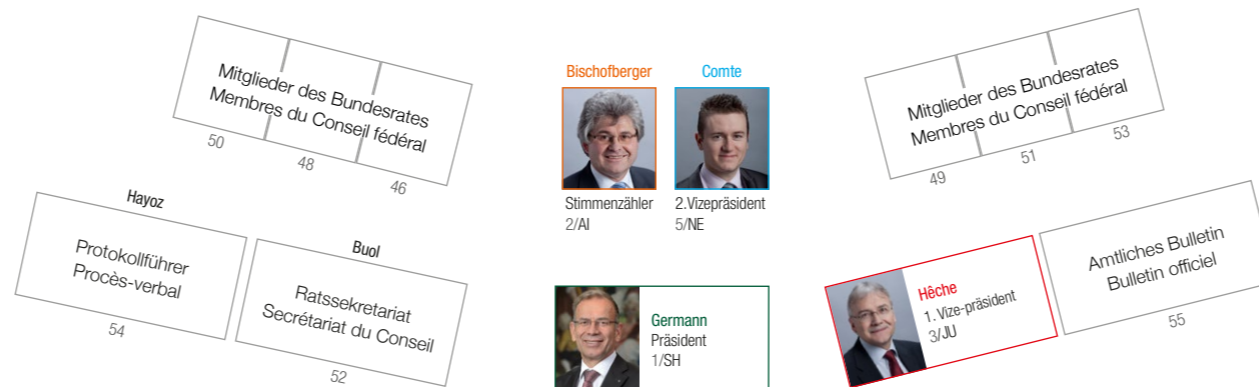 Mitglieder des Bundesrates
Membres du Conseil fédéral
50
48
46
Bischofberger
Stimmenzähler
2/AI
Comte
2.Vizepräsident
5/NE
Mitglieder des Bundesrates
Membres du Conseil fédéral
49
51
53
Hayoz
Protokollführer
Procès-verbal
54
Buol
Ratssekretariat
Secrétariat du Conseil
52
Germann
Präsident
1/SH
Hêche
1. Vize-président
3/JU
Amtliches Bulletin
Bulletin officiel
55